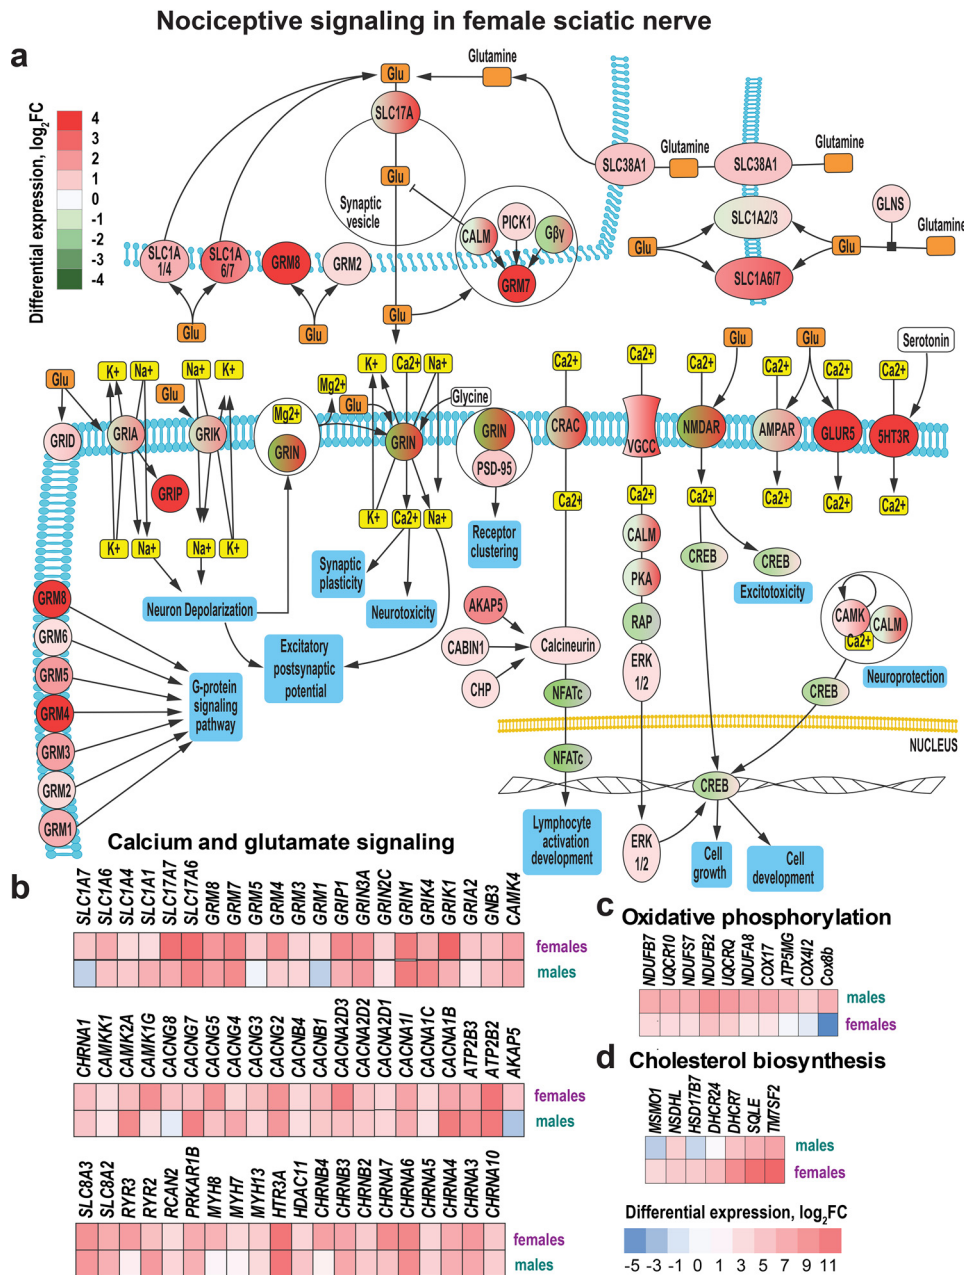 Nociceptive signaling in female sciatic nerve
a
Differential expression, log2FC
4
3
2
1
0
-1
-2
-3
-4
Glu
Glutamine
SLC17A
Glu
Synaptic
vesicle
SLC38A1
Glutamine
SLC38A1
Glutamine
SLC1A2/3
GLNS
Glutamine
Glu
Glu
SLC1A6/7
CALM
PICK1
Gβγ
GRM7
SLC1A
1/4
SLC1A
6/7
GRM8
GRM2
Glu
Glu
Glu
K+
Na+
Na+
K+
Glu
Glu
Mg2+
Mg2+
Glu
K+
Ca2+
Na+
Glycine
Ca2+
Ca2+
Ca2+
Glu
Ca2+
Glu
Ca2+
Ca2+
Serotonin
GRID
GRIA
GRIK
GRIN
GRIN
GRIN
PSD-95
CRAC
VGCC
NMDAR
AMPAR
GLUR5
5HT3R
GRIP
K+
Na+
Na+
K+
K+
Ca2+
Na+
Ca2+
Ca2+
Ca2+
Ca2+
Ca2+
Ca2+
Receptor
clustering
Synaptic
plasticity
Neurotoxicity
Neuron Depolarization
Excitatory
postsynaptic
potential
G-protein
signaling
pathway
GRM8
GRM6
GRM5
GRM4
GRM3
GRM2
GRM1
AKAP5
CABIN1
CHP
Calcineurin
NFATc
NFATc
CALM
PKA
RAP
ERK
1/2
CREB
CREB
Excitotoxicity
CAMK
CALM
Ca2+
Neuroprotection
CREB
NUCLEUS
CREB
Lymphocyte
activation
development
ERK
1/2
Cell
growth
Cell
development
Calcium and glutamate signaling
b
SLC1A7
SLC1A6
SLC1A4
SLC1A1
SLC17A7
SLC17A6
GRM8
GRM7
GRM5
GRM4
GRM3
GRM1
GRIP1
GRIN3A
GRIN2C
GRIN1
GRIK4
GRIK1
GRIA2
GNB3
CAMK4
females
males
CHRNA1
CAMKK1
CAMK2A
CAMK1G
CACNG8
CACNG7
CACNG5
CACNG4
CACNG3
CACNG2
CACNB4
CACNB1
CACNA2D3
CACNA2D2
CACNA2D1
CACNA1I
CACNA1C
CACNA1B
ATP2B3
ATP2B2
AKAP5
females
males
SLC8A3
SLC8A2
RYR3
RYR2
RCAN2
PRKAR1B
MYH8
MYH7
MYH13
HTR3A
HDAC11
CHRNB4
CHRNB3
CHRNB2
CHRNA7
CHRNA6
CHRNA5
CHRNA4
CHRNA3
CHRNA10
females
males
c
Oxidative phosphorylation
NDUFB7
UQCR10
NDUFS7
NDUFB2
UQCRQ
NDUFA8
COX17
ATP5MG
COX4I2
Cox8b
males
females
d
Cholesterol biosynthesis
MSMO1
NSDHL
HSD17B7
DHCR24
DHCR7
SQLE
TM7SF2
males
females
Differential expression, log2FC
-5 -3 -1 0 1 3 5 7 9 11